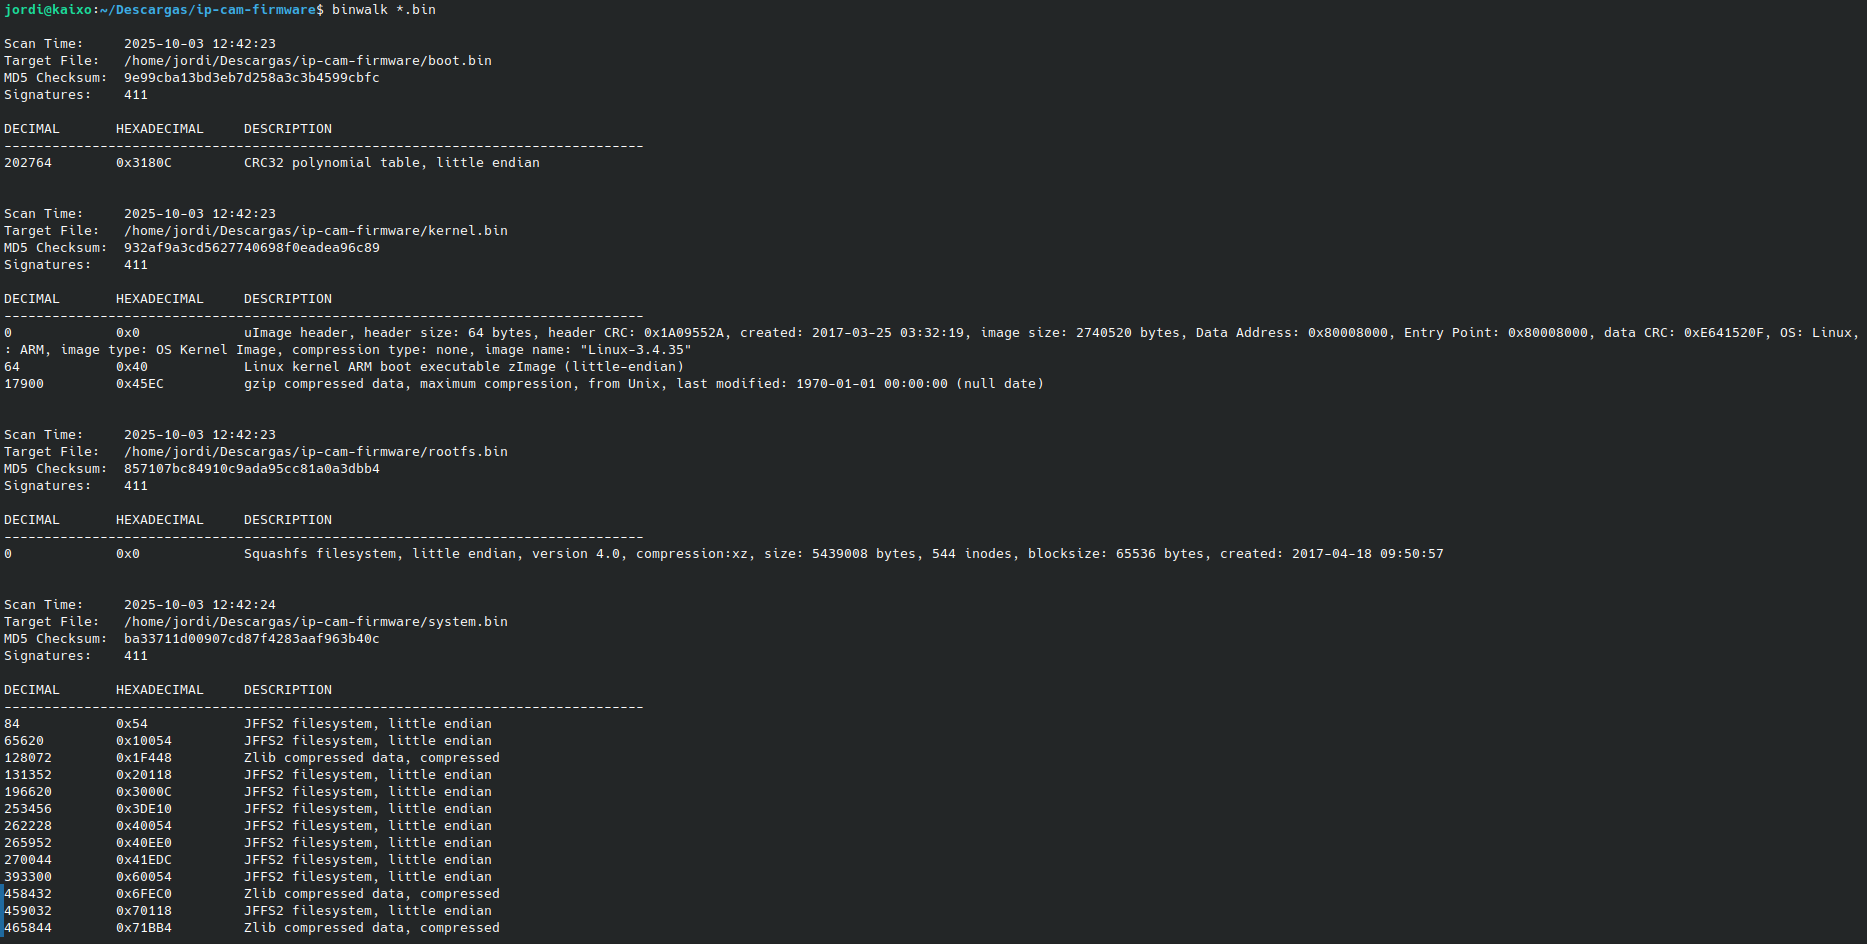 jordi@kaixo:~/Descargas/ip-cam-firmware$ binwalk *.bin
Scan Time:     2025-10-03 12:42:23
Target File:   /home/jordi/Descargas/ip-cam-firmware/boot.bin
MD5 Checksum:  9e99cba13bd3eb7d258a3c3b4599cbfc
Signatures:    411
DECIMAL       HEXADECIMAL     DESCRIPTION
--------------------------------------------------------------------------------
202764        0x3180C         CRC32 polynomial table, little endian
Scan Time:     2025-10-03 12:42:23
Target File:   /home/jordi/Descargas/ip-cam-firmware/kernel.bin
MD5 Checksum:  932af9a3cd5627740698f0eadea96c89
Signatures:    411
DECIMAL       HEXADECIMAL     DESCRIPTION
--------------------------------------------------------------------------------
0             0x0             uImage header, header size: 64 bytes, header CRC: 0x1A09552A, created: 2017-03-25 03:32:19, image size: 2740520 bytes, Data Address: 0x80008000, Entry Point: 0x80008000, data CRC: 0xE641520F, OS: Linux,
: ARM, image type: OS Kernel Image, compression type: none, image name: "Linux-3.4.35"
64            0x40            Linux kernel ARM boot executable zImage (little-endian)
17900         0x45EC          gzip compressed data, maximum compression, from Unix, last modified: 1970-01-01 00:00:00 (null date)
Scan Time:     2025-10-03 12:42:23
Target File:   /home/jordi/Descargas/ip-cam-firmware/rootfs.bin
MD5 Checksum:  857107bc84910c9ada95cc81a0a3dbb4
Signatures:    411
DECIMAL       HEXADECIMAL     DESCRIPTION
--------------------------------------------------------------------------------
0             0x0             Squashfs filesystem, little endian, version 4.0, compression:xz, size: 5439008 bytes, 544 inodes, blocksize: 65536 bytes, created: 2017-04-18 09:50:57
Scan Time:     2025-10-03 12:42:24
Target File:   /home/jordi/Descargas/ip-cam-firmware/system.bin
MD5 Checksum:  ba33711d00907cd87f4283aaf963b40c
Signatures:    411
DECIMAL       HEXADECIMAL     DESCRIPTION
--------------------------------------------------------------------------------
84            0x54            JFFS2 filesystem, little endian
65620         0x10054         JFFS2 filesystem, little endian
128072        0x1F448         Zlib compressed data, compressed
131352        0x20118         JFFS2 filesystem, little endian
196620        0x3000C         JFFS2 filesystem, little endian
253456        0x3DE10         JFFS2 filesystem, little endian
262228        0x40054         JFFS2 filesystem, little endian
265952        0x40EE0         JFFS2 filesystem, little endian
270044        0x41EDC         JFFS2 filesystem, little endian
393300        0x60054         JFFS2 filesystem, little endian
458432        0x6FEC0         Zlib compressed data, compressed
459032        0x70118         JFFS2 filesystem, little endian
465844        0x71BB4         Zlib compressed data, compressed